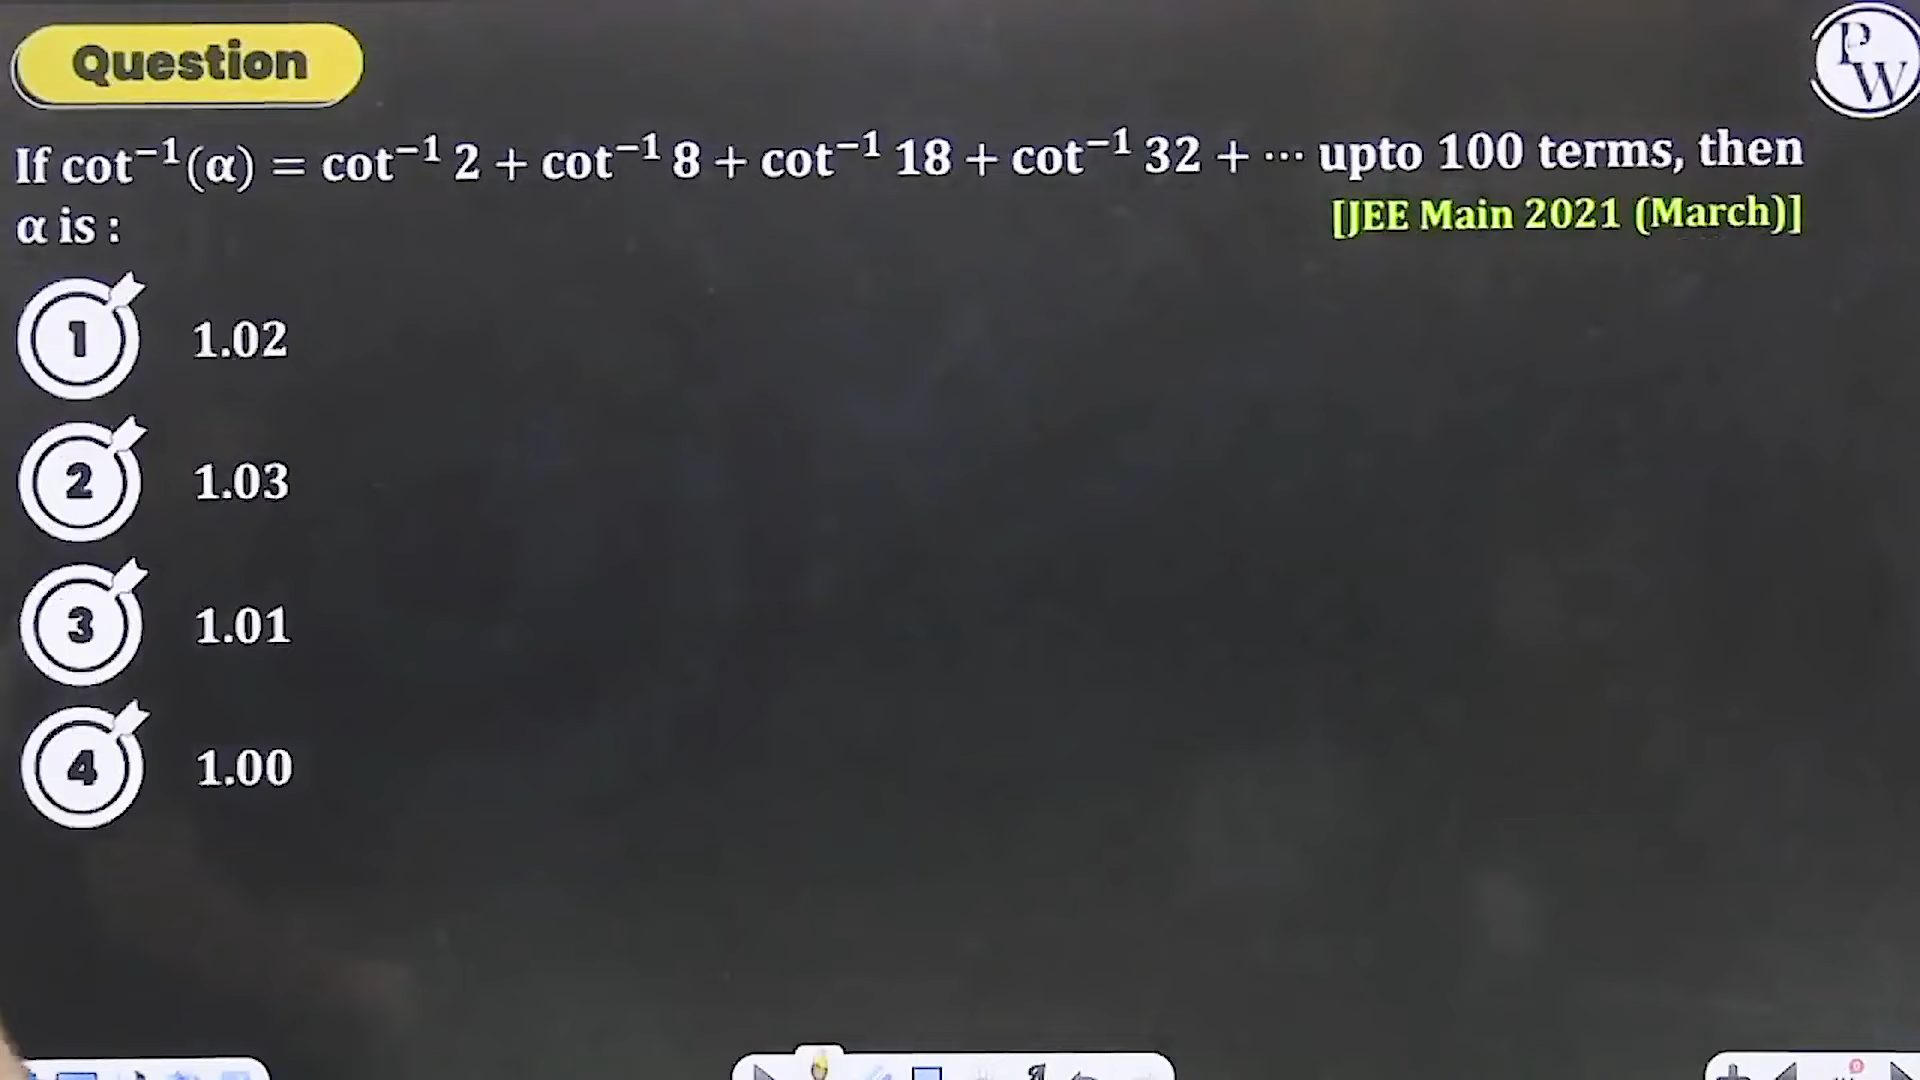 Question
PW
If cot⁻¹(α) = cot⁻¹ 2 + cot⁻¹ 8 + cot⁻¹ 18 + cot⁻¹ 32 + ⋯ upto 100 terms, then
α is :
[JEE Main 2021 (March)]
1 1.02
2 1.03
3 1.01
4 1.00